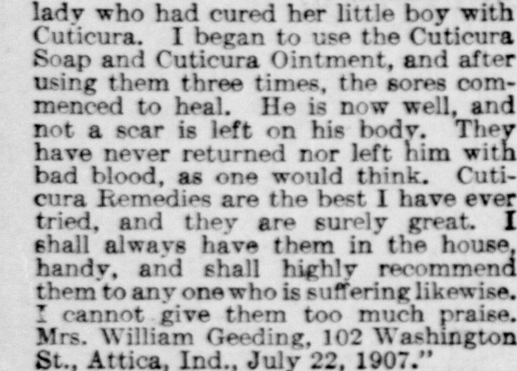 lady who had cured her little boy with
Cuticura. I began to use the Cuticura
Soap and Cuticura Ointment, and after
using them three times, the sores com-
menced to heal. He is now well, and
not a scar is left on his body. They
have never returned nor left him with
bad blood, as one would think. Cuti-
cura Remedies are the best I have ever
tried, and they are surely great. I
shall always have them in the house,
handy, and shall highly recommend
them to any one who is suffering likewise.
I cannot give them too much praise.
Mrs. William Geeding, 102 Washington
St., Attica, Ind., July 22, 1907."